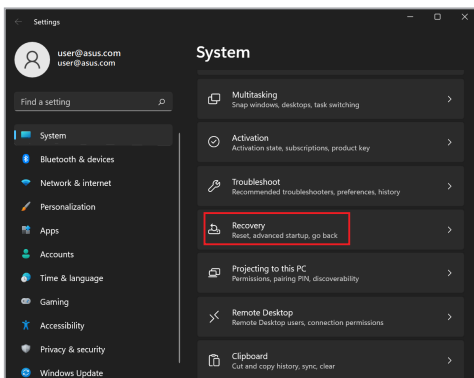 Settings
user@asus.com
user@asus.com
Find a setting
System
Bluetooth & devices
Network & internet
Personalization
Apps
Accounts
Time & language
Gaming
Accessibility
Privacy & security
Windows Update
System
Multitasking
Snap windows, desktops, task switching
Activation
Activation state, subscriptions, product key
Troubleshoot
Recommended troubleshooters, preferences, history
Recovery
Reset, advanced startup, go back
Projecting to this PC
Permissions, pairing PIN, discoverability
Remote Desktop
Remote Desktop users, connection permissions
Clipboard
Cut and copy history, sync, clear